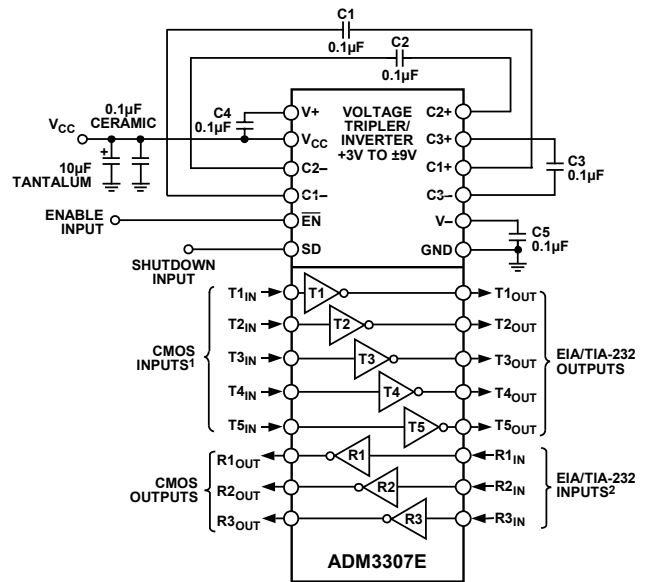 C1
0.1µF
C2
0.1µF
0.1µF
CERAMIC
VCC
+
10µF
TANTALUM
C4
0.1µF
V+
VCC
C2–
C1–
EN
SD
VOLTAGE
TRIPLER/
INVERTER
+3V TO ±9V
C2+
C3+
C1+
C3–
V–
GND
C3
0.1µF
C5
0.1µF
ENABLE
INPUT
SHUTDOWN
INPUT
CMOS
INPUTS1
T1IN
T1
T1OUT
T2IN
T2
T2OUT
T3IN
T3
T3OUT
T4IN
T4
T4OUT
T5IN
T5
T5OUT
EIA/TIA-232
OUTPUTS
CMOS
OUTPUTS
R1OUT
R1
R1IN
R2OUT
R2
R2IN
R3OUT
R3
R3IN
EIA/TIA-232
INPUTS2
ADM3307E